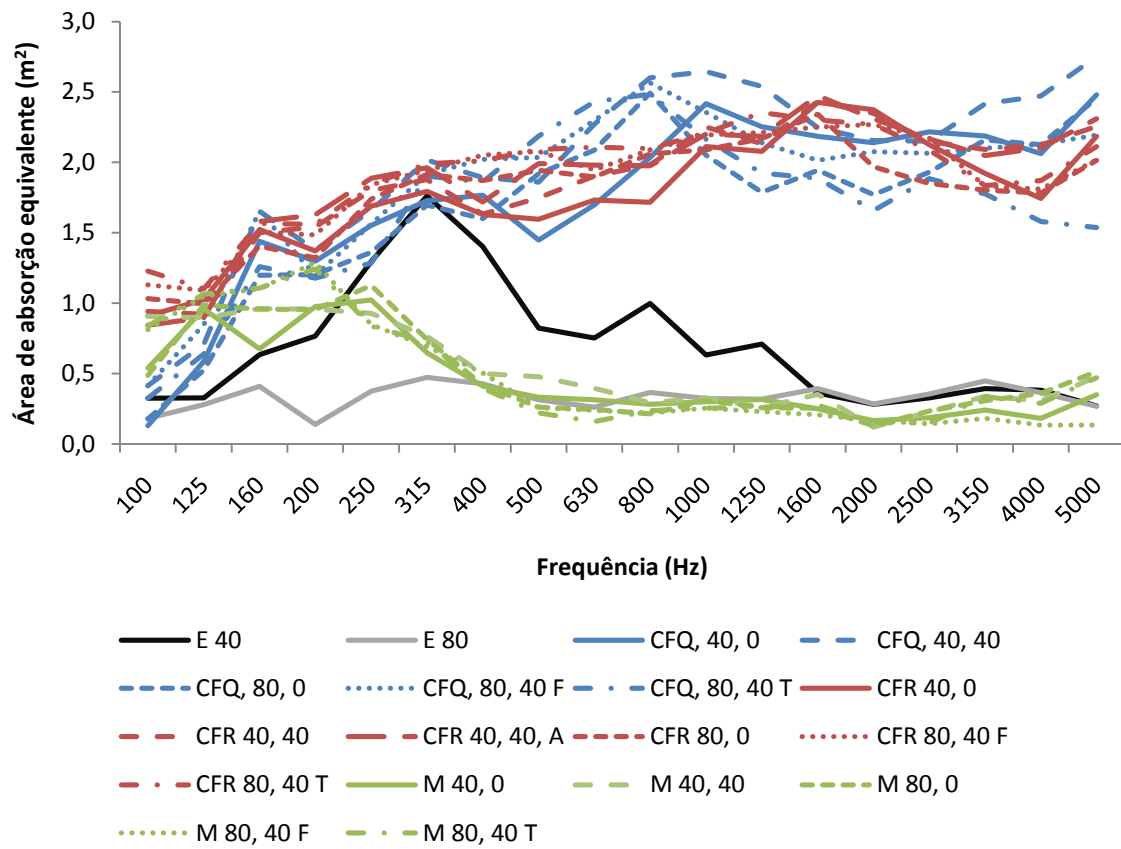 Área de absorção equivalente (m²)
3,0
2,5
2,0
1,5
1,0
0,5
0,0
100
125
160
200
250
315
400
500
630
800
1000
1250
1600
2000
2500
3150
4000
5000
Frequência (Hz)
E 40
E 80
CFQ, 40, 0
CFQ, 40, 40
CFQ, 80, 0
CFQ, 80, 40 F
CFQ, 80, 40 T
CFR 40, 0
CFR 40, 40
CFR 40, 40, A
CFR 80, 0
CFR 80, 40 F
CFR 80, 40 T
M 40, 0
M 40, 40
M 80, 0
M 80, 40 F
M 80, 40 T